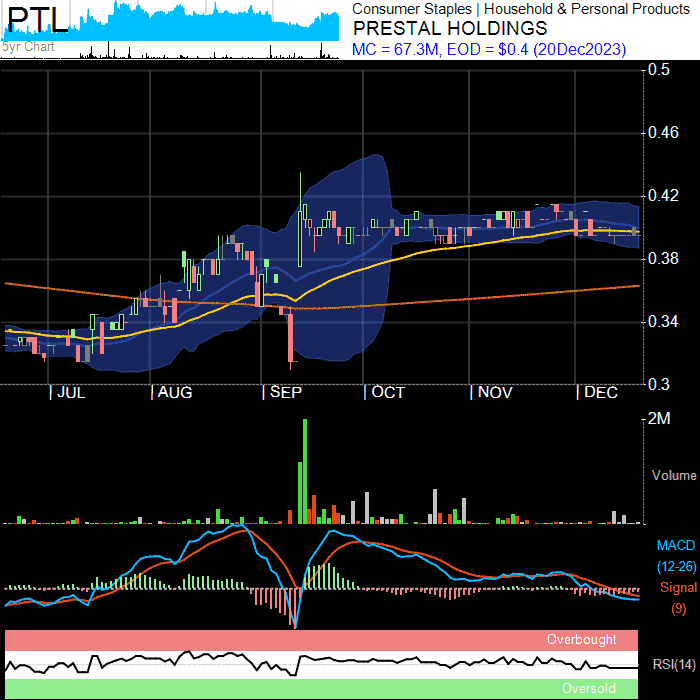 PTL
5yr Chart
Consumer Staples | Household & Personal Products
PRESTAL HOLDINGS
MC = 67.3M, EOD = $0.4 (20Dec2023)
0.5
0.46
0.42
0.38
0.34
0.3
| JUL | AUG | SEP | OCT | NOV | DEC
2M
Volume
MACD
(12-26)
Signal
(9)
Overbought
RSI(14)
Oversold